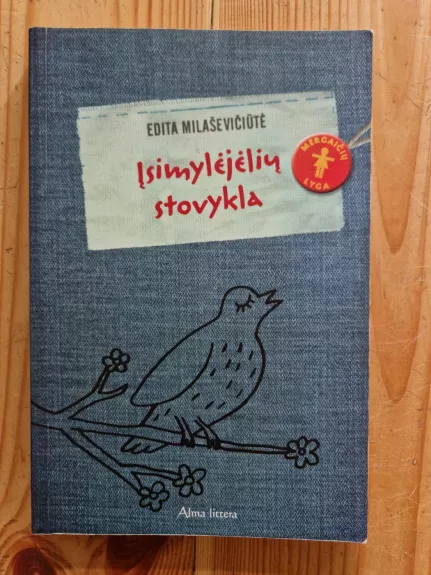 EDITA MILAŠEVIČIŪTĖ
Įsimylėjėlių
stovykla
MERGAIČIŲ
LYGA
Alma littera